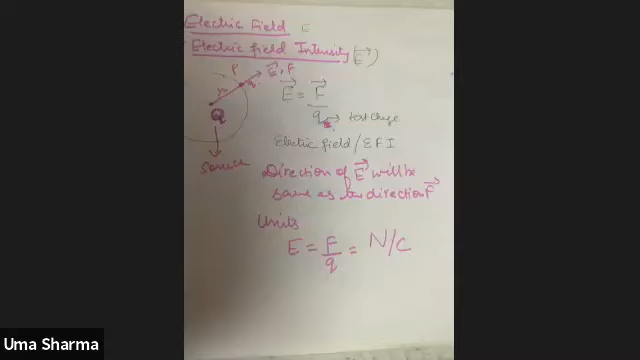 Electric Field E
Electric field Intensity (E)
P E, F
r q
Q
source
E = F
q → test charge
Electric field / E F I
Direction of E will be
same as the direction F
Units
E = F = N/C
q
Uma Sharma